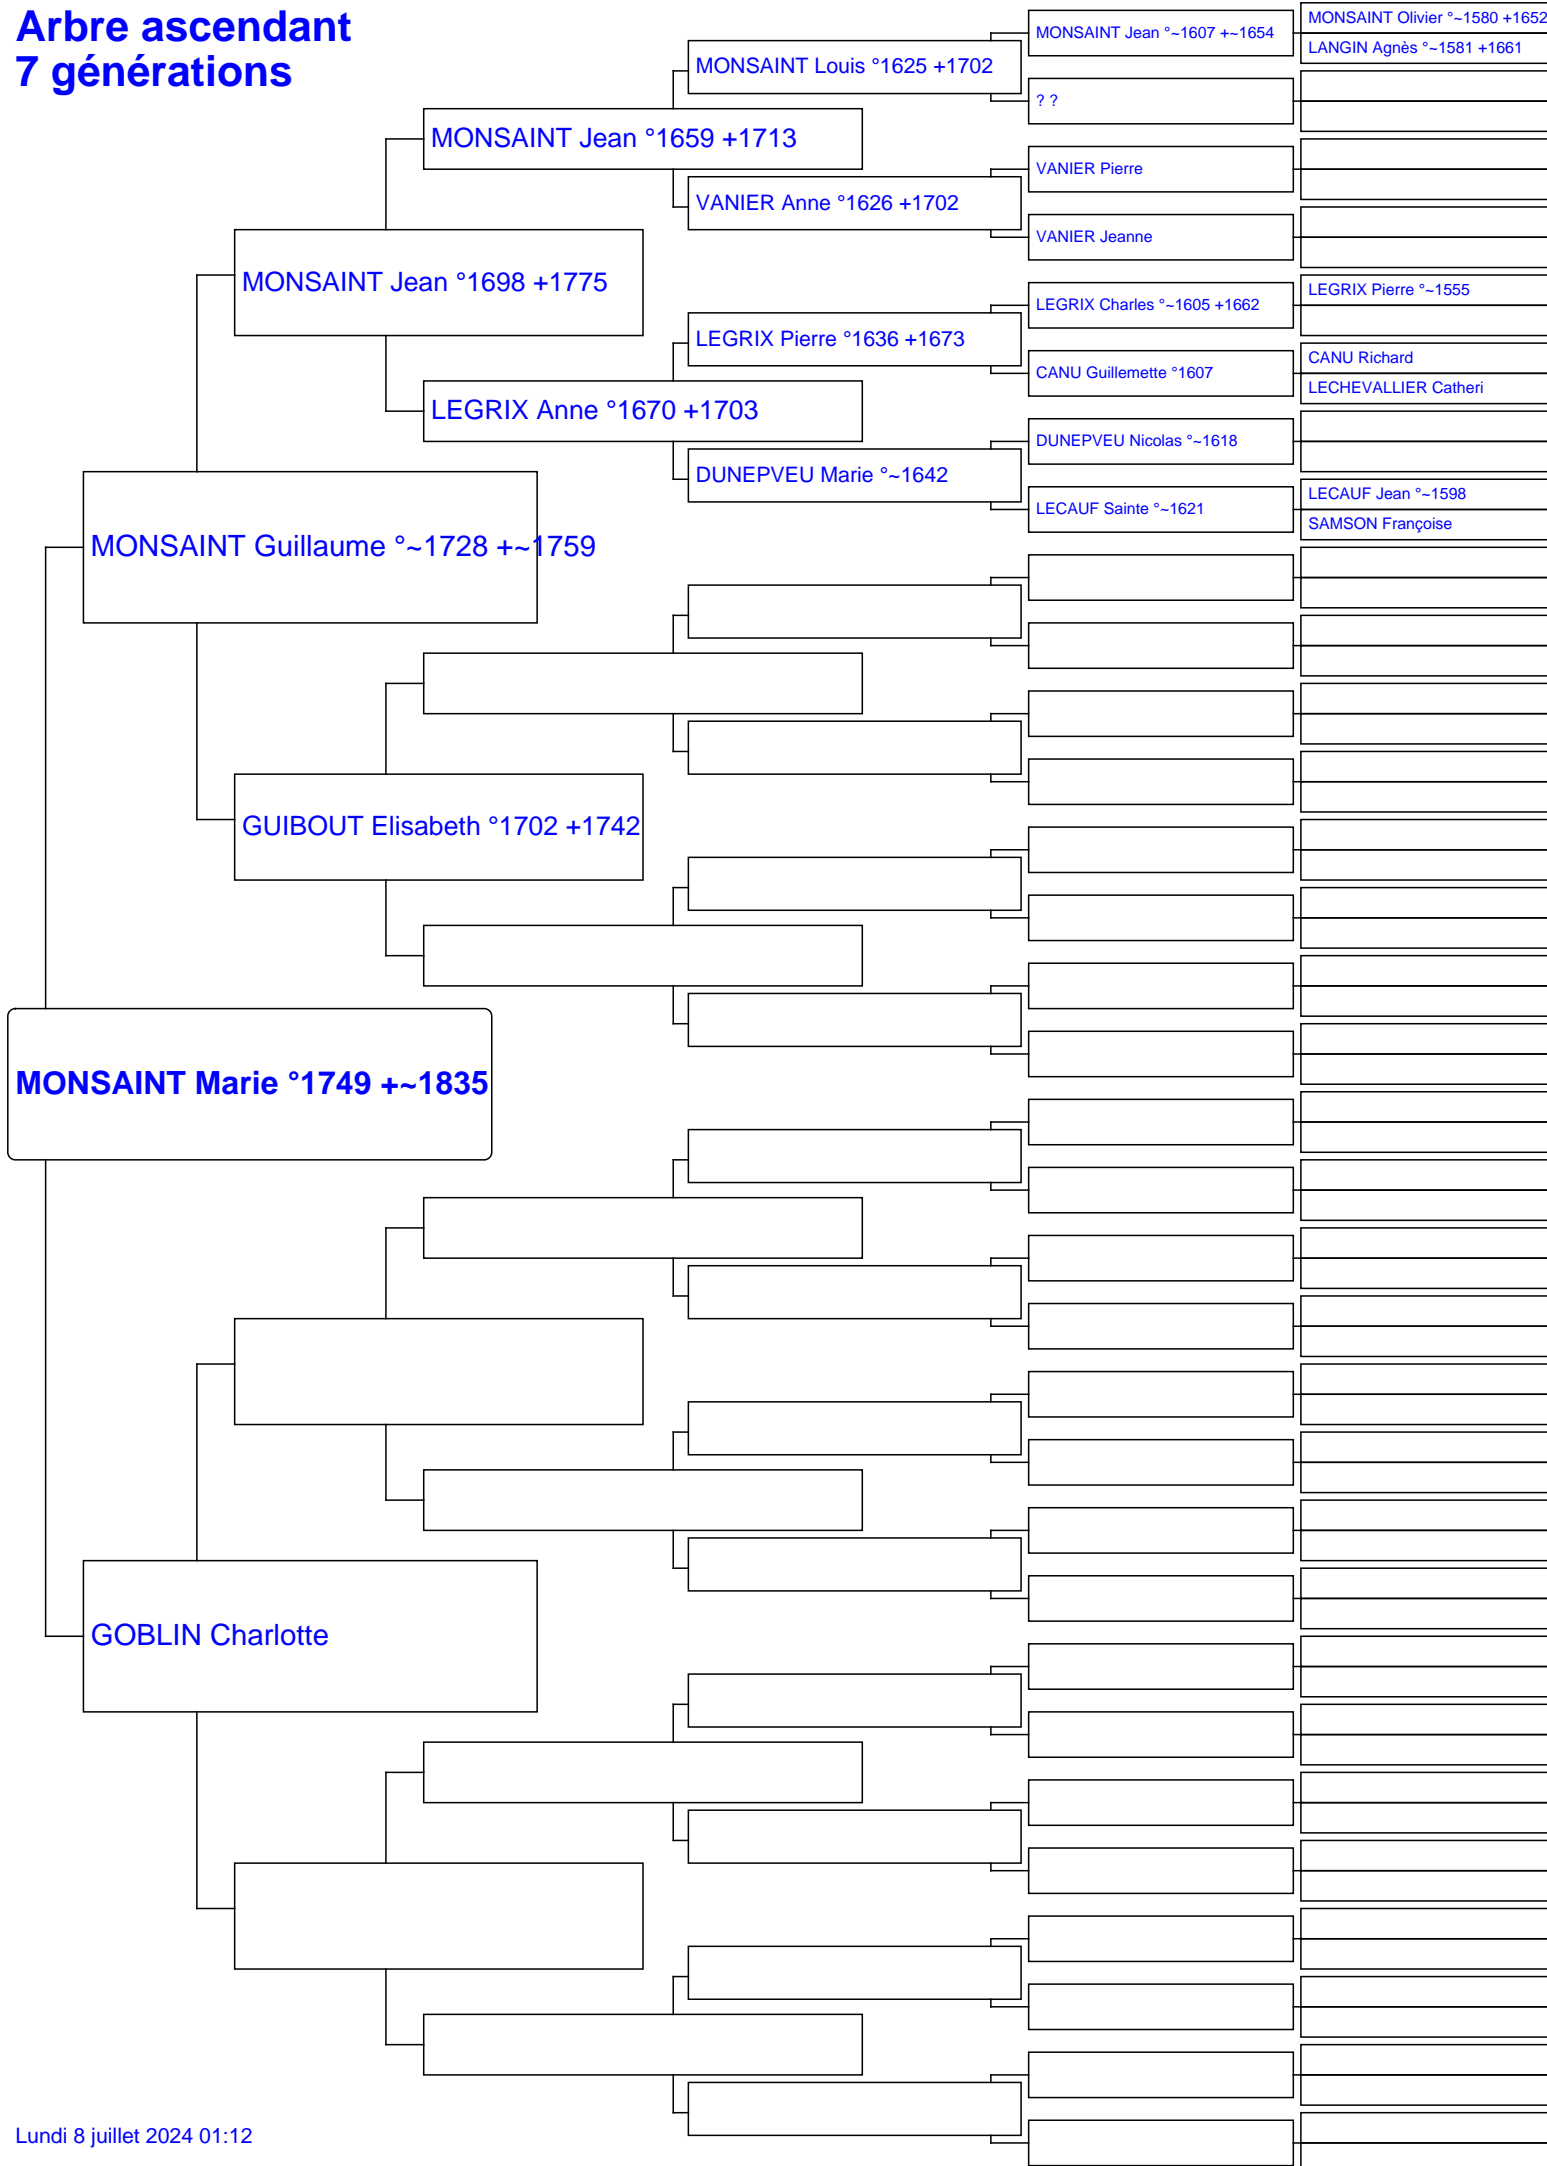 Arbre ascendant
7 générations
MONSAINT Marie °1749 +~1835
MONSAINT Guillaume °~1728 +~1759
GOBLIN Charlotte
MONSAINT Jean °1698 +1775
GUIBOUT Elisabeth °1702 +1742
MONSAINT Jean °1659 +1713
LEGRIX Anne °1670 +1703
MONSAINT Louis °1625 +1702
VANIER Anne °1626 +1702
LEGRIX Pierre °1636 +1673
DUNEPVEU Marie °~1642
MONSAINT Jean °~1607 +~1654
? ?
VANIER Pierre
VANIER Jeanne
LEGRIX Charles °~1605 +1662
CANU Guillemette °1607
DUNEPVEU Nicolas °~1618
LECAUF Sainte °~1621
MONSAINT Olivier °~1580 +1652
LANGIN Agnès °~1581 +1661
LEGRIX Pierre °~1555
CANU Richard
LECHEVALLIER Catheri
LECAUF Jean °~1598
SAMSON Françoise
Lundi 8 juillet 2024 01:12